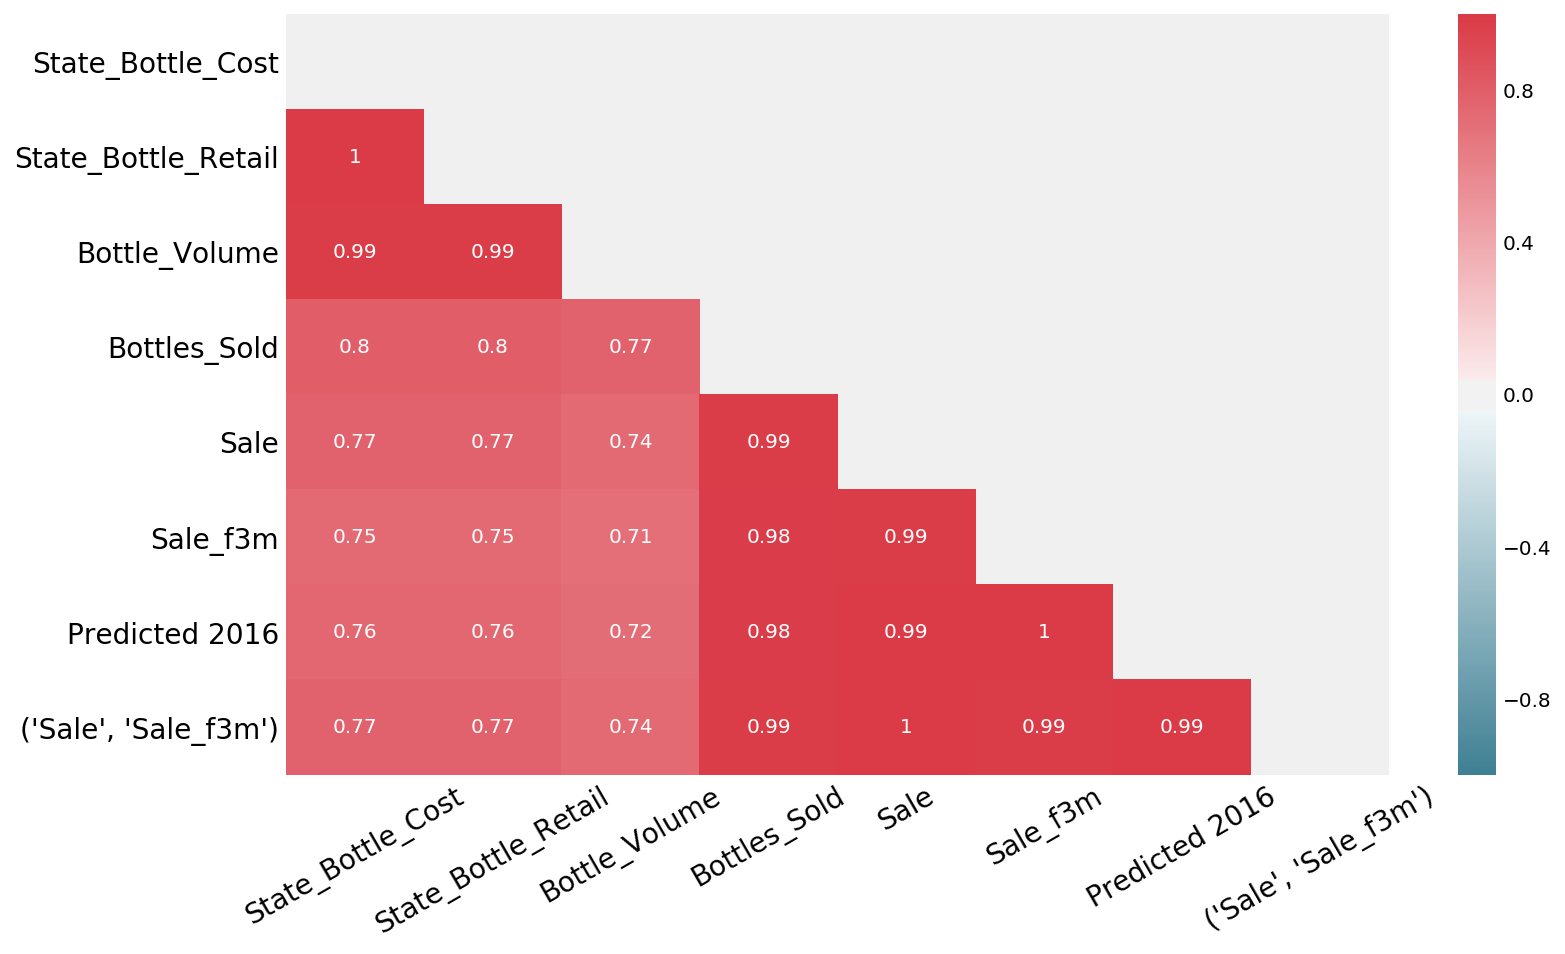 State_Bottle_Cost
State_Bottle_Retail 1
Bottle_Volume 0.99 0.99
Bottles_Sold 0.8 0.8 0.77
Sale 0.77 0.77 0.74 0.99
Sale_f3m 0.75 0.75 0.71 0.98 0.99
Predicted 2016 0.76 0.76 0.72 0.98 0.99 1
('Sale', 'Sale_f3m') 0.77 0.77 0.74 0.99 1 0.99 0.99
State_Bottle_Cost
State_Bottle_Retail
Bottle_Volume
Bottles_Sold
Sale
Sale_f3m
Predicted 2016
('Sale', 'Sale_f3m')
0.8
0.4
0.0
−0.4
−0.8